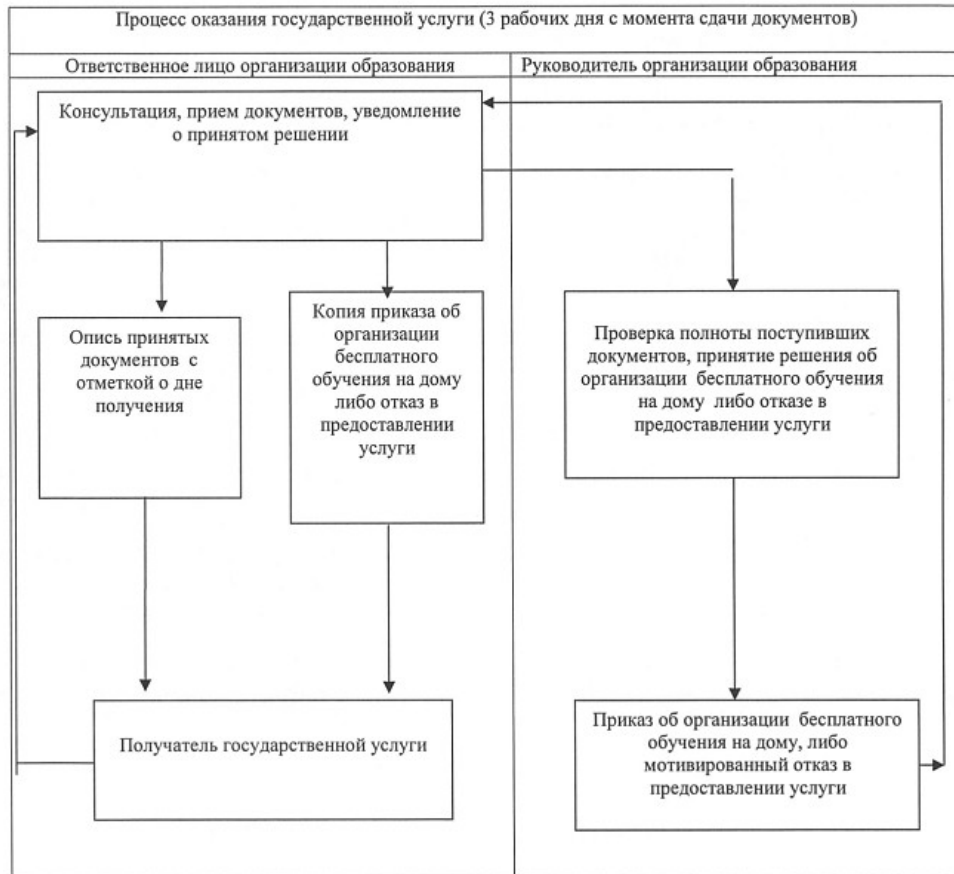 Процесс оказания государственной услуги (3 рабочих дня с момента сдачи документов)
Ответственное лицо организации образования
Руководитель организации образования
Консультация, прием документов, уведомление
о принятом решении
Опись принятых
документов с
отметкой о дне
получения
Копия приказа об
организации
бесплатного
обучения на дому
либо отказ в
предоставлении
услуги
Проверка полноты поступивших
документов, принятие решения об
организации бесплатного обучения
на дому либо отказе в
предоставлении услуги
Получатель государственной услуги
Приказ об организации бесплатного
обучения на дому, либо
мотивированный отказ в
предоставлении услуги